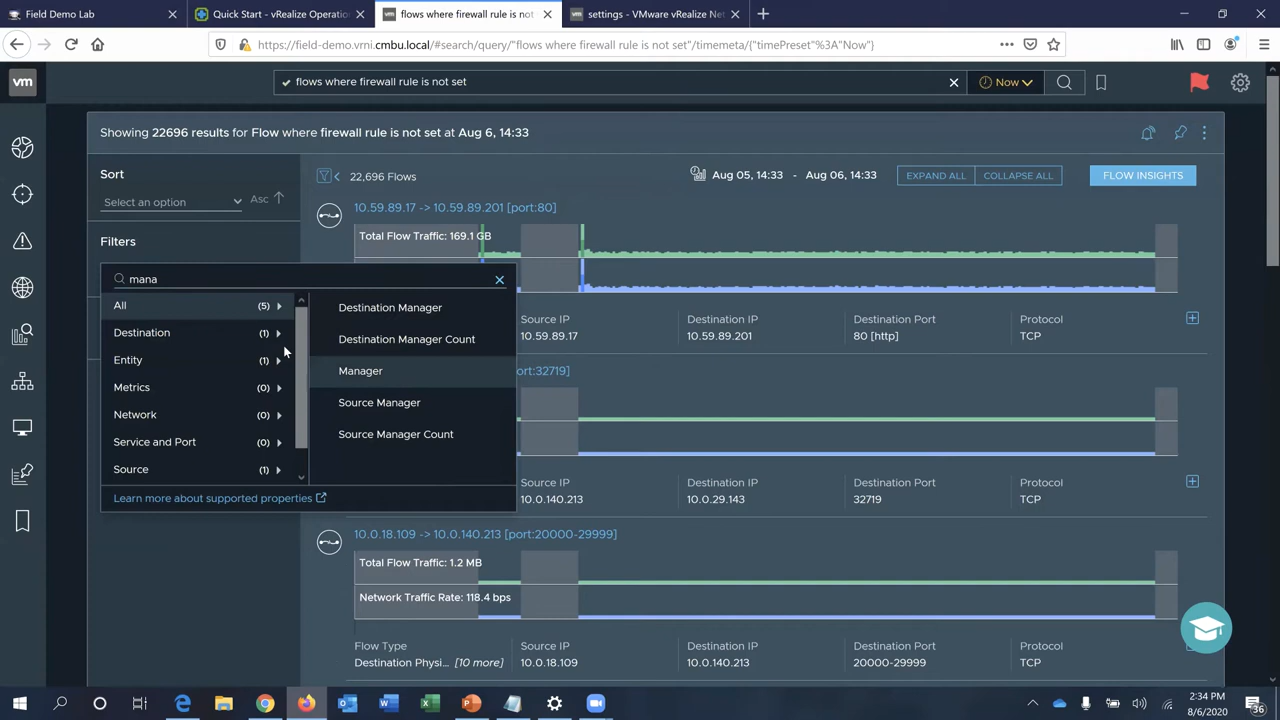 Field Demo Lab
Quick Start - vRealize Operation
flows where firewall rule is not
settings - VMware vRealize Net
https://field-demo.vrni.cmbu.local/#search/query/"flows where firewall rule is not set"/timemeta/{"timePreset"%3A"Now"}
vm
flows where firewall rule is not set
Now
Showing 22696 results for Flow where firewall rule is not set at Aug 6, 14:33
Sort
Select an option
Asc
Filters
mana
All (5)
Destination (1)
Entity (1)
Metrics (0)
Network (0)
Service and Port (0)
Source (1)
Destination Manager
Destination Manager Count
Manager
Source Manager
Source Manager Count
Learn more about supported properties
22,696 Flows
Aug 05, 14:33 - Aug 06, 14:33
EXPAND ALL
COLLAPSE ALL
FLOW INSIGHTS
10.59.89.17 -> 10.59.89.201 [port:80]
Total Flow Traffic: 169.1 GB
Source IP
Destination IP
Destination Port
Protocol
10.59.89.17
10.59.89.201
80 [http]
TCP
ort:32719]
Source IP
Destination IP
Destination Port
Protocol
10.0.140.213
10.0.29.143
32719
TCP
10.0.18.109 -> 10.0.140.213 [port:20000-29999]
Total Flow Traffic: 1.2 MB
Network Traffic Rate: 118.4 bps
Flow Type
Source IP
Destination IP
Destination Port
Protocol
Destination Physi... [10 more]
10.0.18.109
10.0.140.213
20000-29999
TCP
2:34 PM
8/6/2020
36